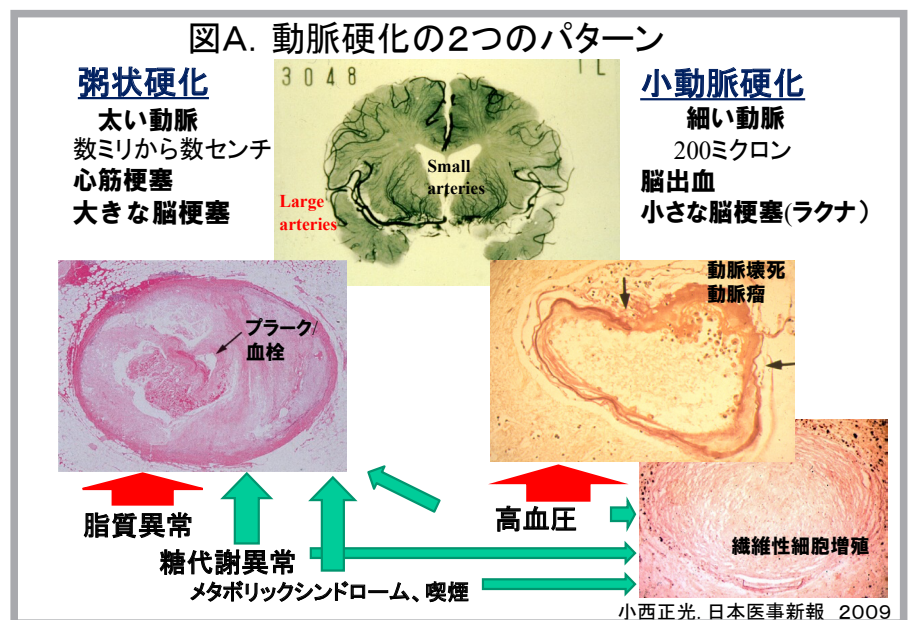 図A. 動脈硬化の2つのパターン
粥状硬化
太い動脈
数ミリから数センチ
心筋梗塞
大きな脳梗塞
3048
TL
Small
arteries
Large
arteries
小動脈硬化
細い動脈
200ミクロン
脳出血
小さな脳梗塞(ラクナ)
プラーク/
血栓
動脈壊死
動脈瘤
脂質異常
高血圧
糖代謝異常
メタボリックシンドローム、喫煙
繊維性細胞増殖
小西正光. 日本医事新報 2009